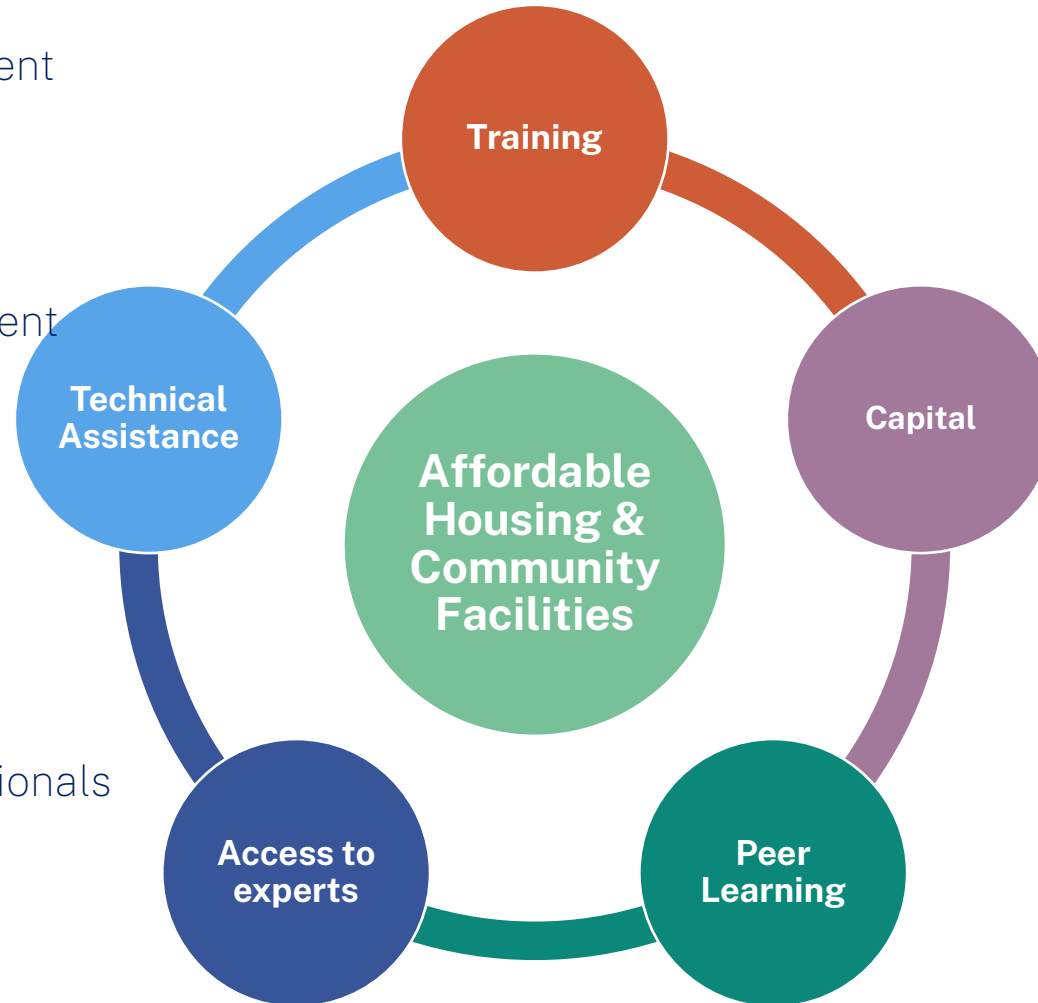 ent
Training
ent
Technical
Assistance
Capital
Affordable
Housing &
Community
Facilities
ionals
Access to
experts
Peer
Learning